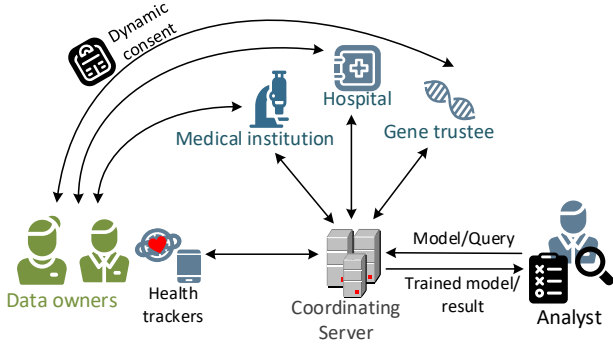 Dynamic
consent
Hospital
Medical institution
Gene trustee
Model/Query
Trained model/
result
Data owners
Health
trackers
Coordinating
Server
Analyst